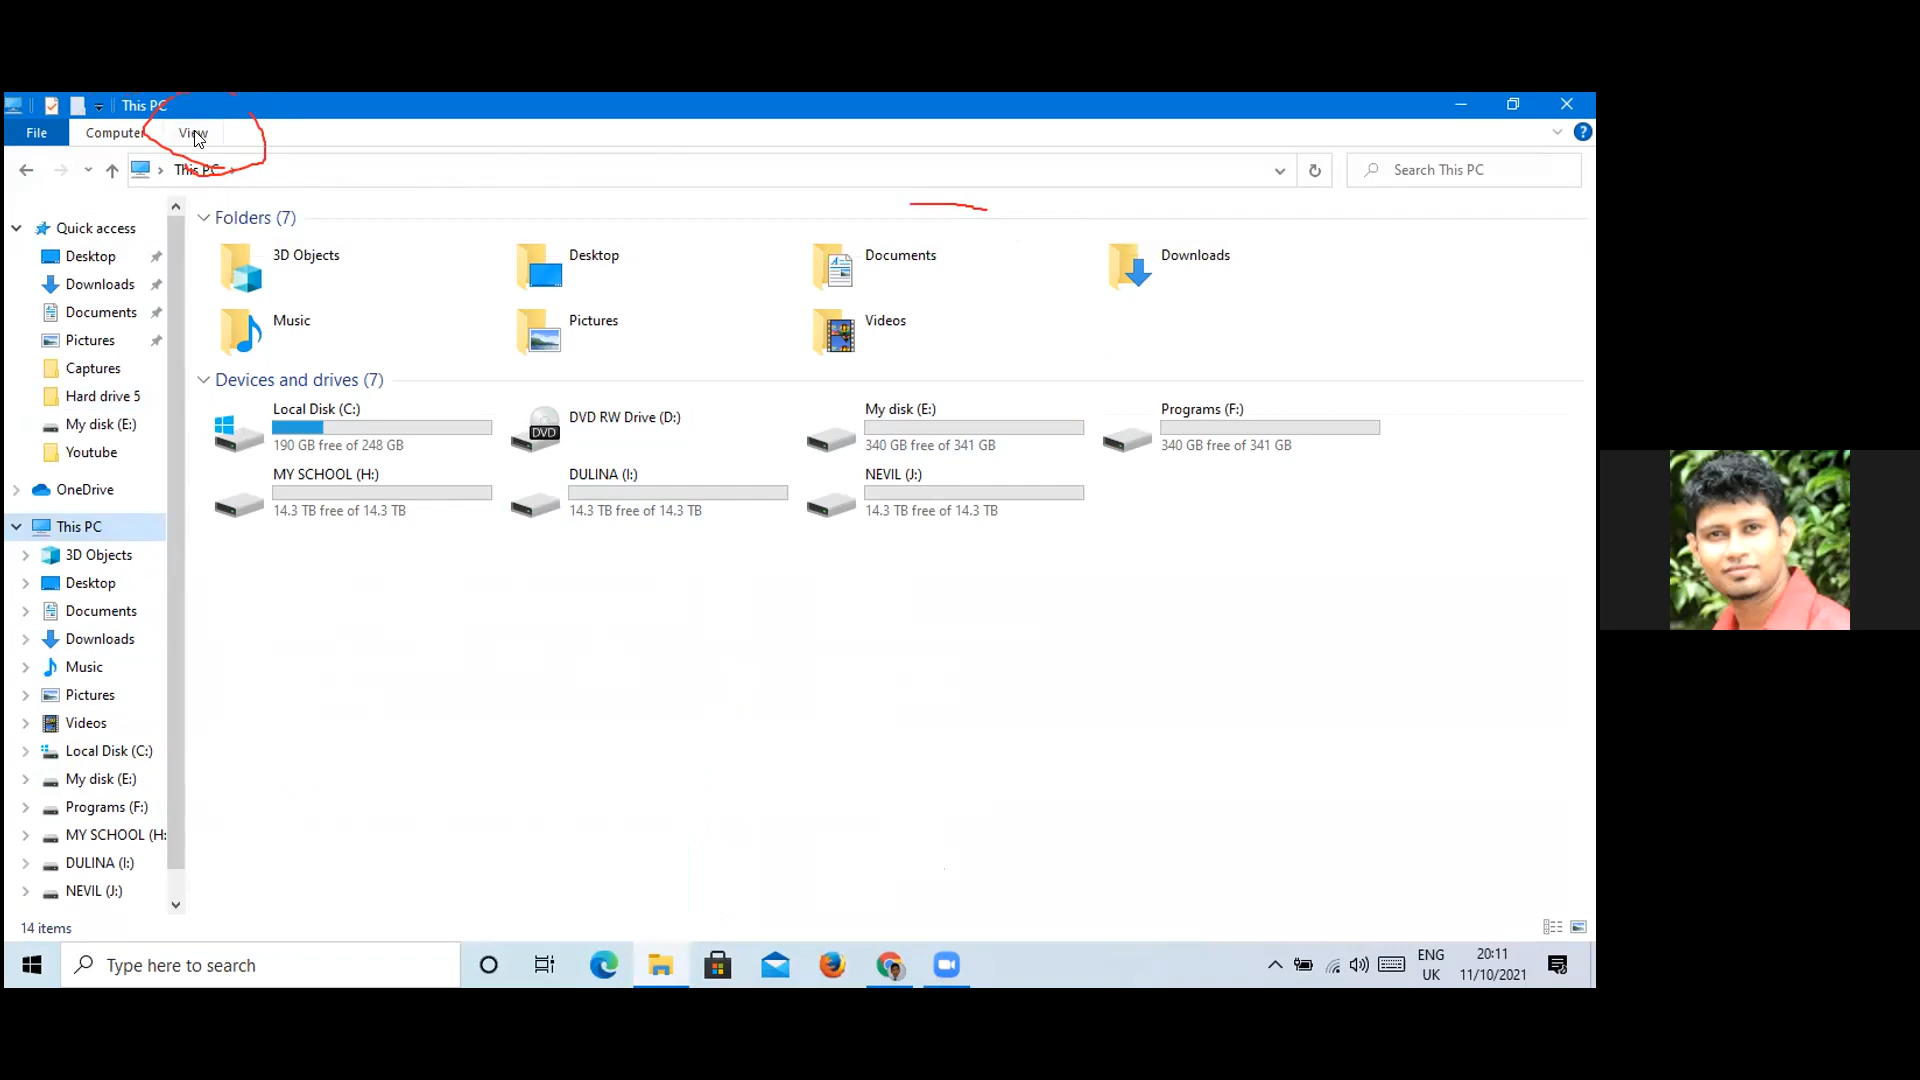 This PC
File Computer View
This PC
Search This PC
Quick access
Desktop
Downloads
Documents
Pictures
Captures
Hard drive 5
My disk (E:)
Youtube
OneDrive
This PC
3D Objects
Desktop
Documents
Downloads
Music
Pictures
Videos
Local Disk (C:)
My disk (E:)
Programs (F:)
MY SCHOOL (H:
DULINA (I:)
NEVIL (J:)
Folders (7)
3D Objects Desktop Documents Downloads
Music Pictures Videos
Devices and drives (7)
Local Disk (C:)
190 GB free of 248 GB
DVD RW Drive (D:)
DVD
My disk (E:)
340 GB free of 341 GB
Programs (F:)
340 GB free of 341 GB
MY SCHOOL (H:)
14.3 TB free of 14.3 TB
DULINA (I:)
14.3 TB free of 14.3 TB
NEVIL (J:)
14.3 TB free of 14.3 TB
14 items
Type here to search
ENG
UK
20:11
11/10/2021